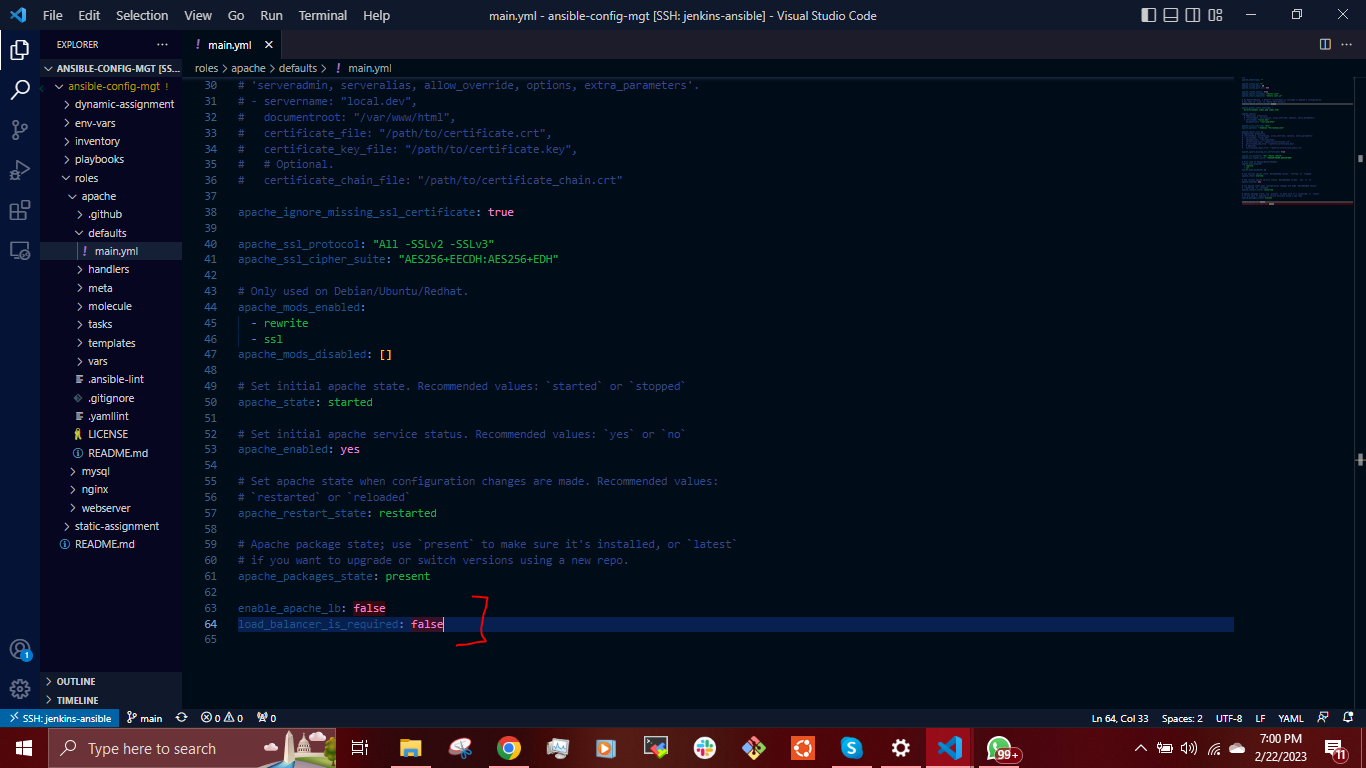 File Edit Selection View Go Run Terminal Help
main.yml - ansible-config-mgt [SSH: jenkins-ansible] - Visual Studio Code
EXPLORER
ANSIBLE-CONFIG-MGT [SS...
ansible-config-mgt !
dynamic-assignment
env-vars
inventory
playbooks
roles
apache
.github
defaults
! main.yml
handlers
meta
molecule
tasks
templates
vars
.ansible-lint
.gitignore
.yamllint
LICENSE
README.md
mysql
nginx
webserver
static-assignment
README.md
OUTLINE
TIMELINE
! main.yml
roles > apache > defaults > ! main.yml
30 # 'serveradmin, serveralias, allow_override, options, extra_parameters'.
31 # - servername: "local.dev",
32 #   documentroot: "/var/www/html",
33 #   certificate_file: "/path/to/certificate.crt",
34 #   certificate_key_file: "/path/to/certificate.key",
35 #   # Optional.
36 #   certificate_chain_file: "/path/to/certificate_chain.crt"
37
38 apache_ignore_missing_ssl_certificate: true
39
40 apache_ssl_protocol: "All -SSLv2 -SSLv3"
41 apache_ssl_cipher_suite: "AES256+EECDH:AES256+EDH"
42
43 # Only used on Debian/Ubuntu/Redhat.
44 apache_mods_enabled:
45   - rewrite
46   - ssl
47 apache_mods_disabled: []
48
49 # Set initial apache state. Recommended values: `started` or `stopped`
50 apache_state: started
51
52 # Set initial apache service status. Recommended values: `yes` or `no`
53 apache_enabled: yes
54
55 # Set apache state when configuration changes are made. Recommended values:
56 # `restarted` or `reloaded`
57 apache_restart_state: restarted
58
59 # Apache package state; use `present` to make sure it's installed, or `latest`
60 # if you want to upgrade or switch versions using a new repo.
61 apache_packages_state: present
62
63 enable_apache_lb: false
64 load_balancer_is_required: false
65
1
SSH: jenkins-ansible main 0 0 0
Ln 64, Col 33 Spaces: 2 UTF-8 LF YAML
Type here to search
99+
7:00 PM
2/22/2023
11